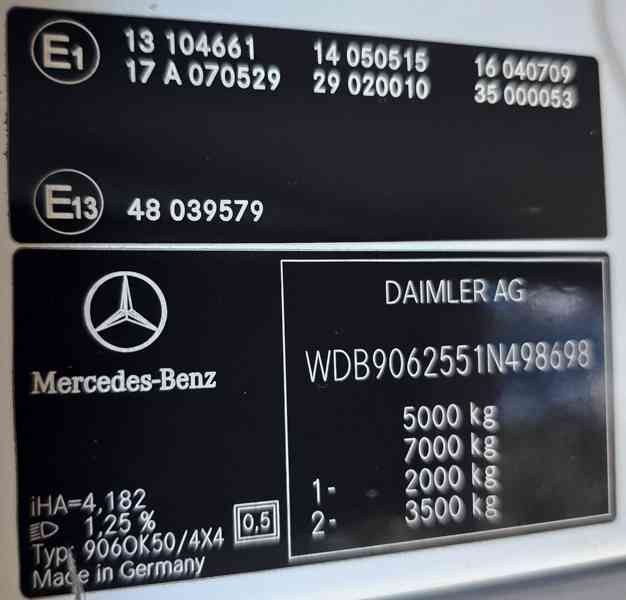 E1 13 104661 14 050515 16 040709
17 A 070529 29 020010 35 000053
E13 48 039579
Mercedes-Benz
DAIMLER AG
WDB9062551N498698
5000 kg
7000 kg
1- 2000 kg
2- 3500 kg
iHA=4,182
1,25 %
0,5
Typ: 906OK50/4X4
Made in Germany